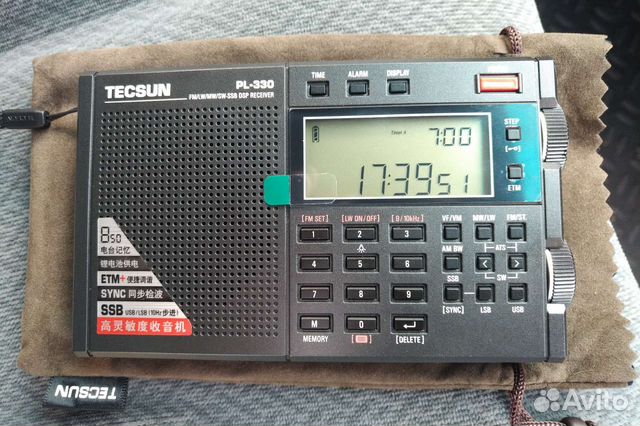 TECSUN
PL-330
FM/LW/MW/SW-SSB DSP RECEIVER
TIME ALARM DISPLAY
7:00
17:39 51
STEP
ETM
[FM SET] [LW ON/OFF] [9/10kHz] VF/VM MW/LW FM/ST.
1 2 3
AM BW [ATS]
4 5 6 < >
SSB SW
7 8 9
[SYNC] LSB USB
M 0
MEMORY [DELETE]
850
电台记忆
锂电池供电
ETM+ 便捷调谐
SYNC 同步检波
SSB USB/LSB (10Hz步进)
高灵敏度收音机
TECSUN
Avito